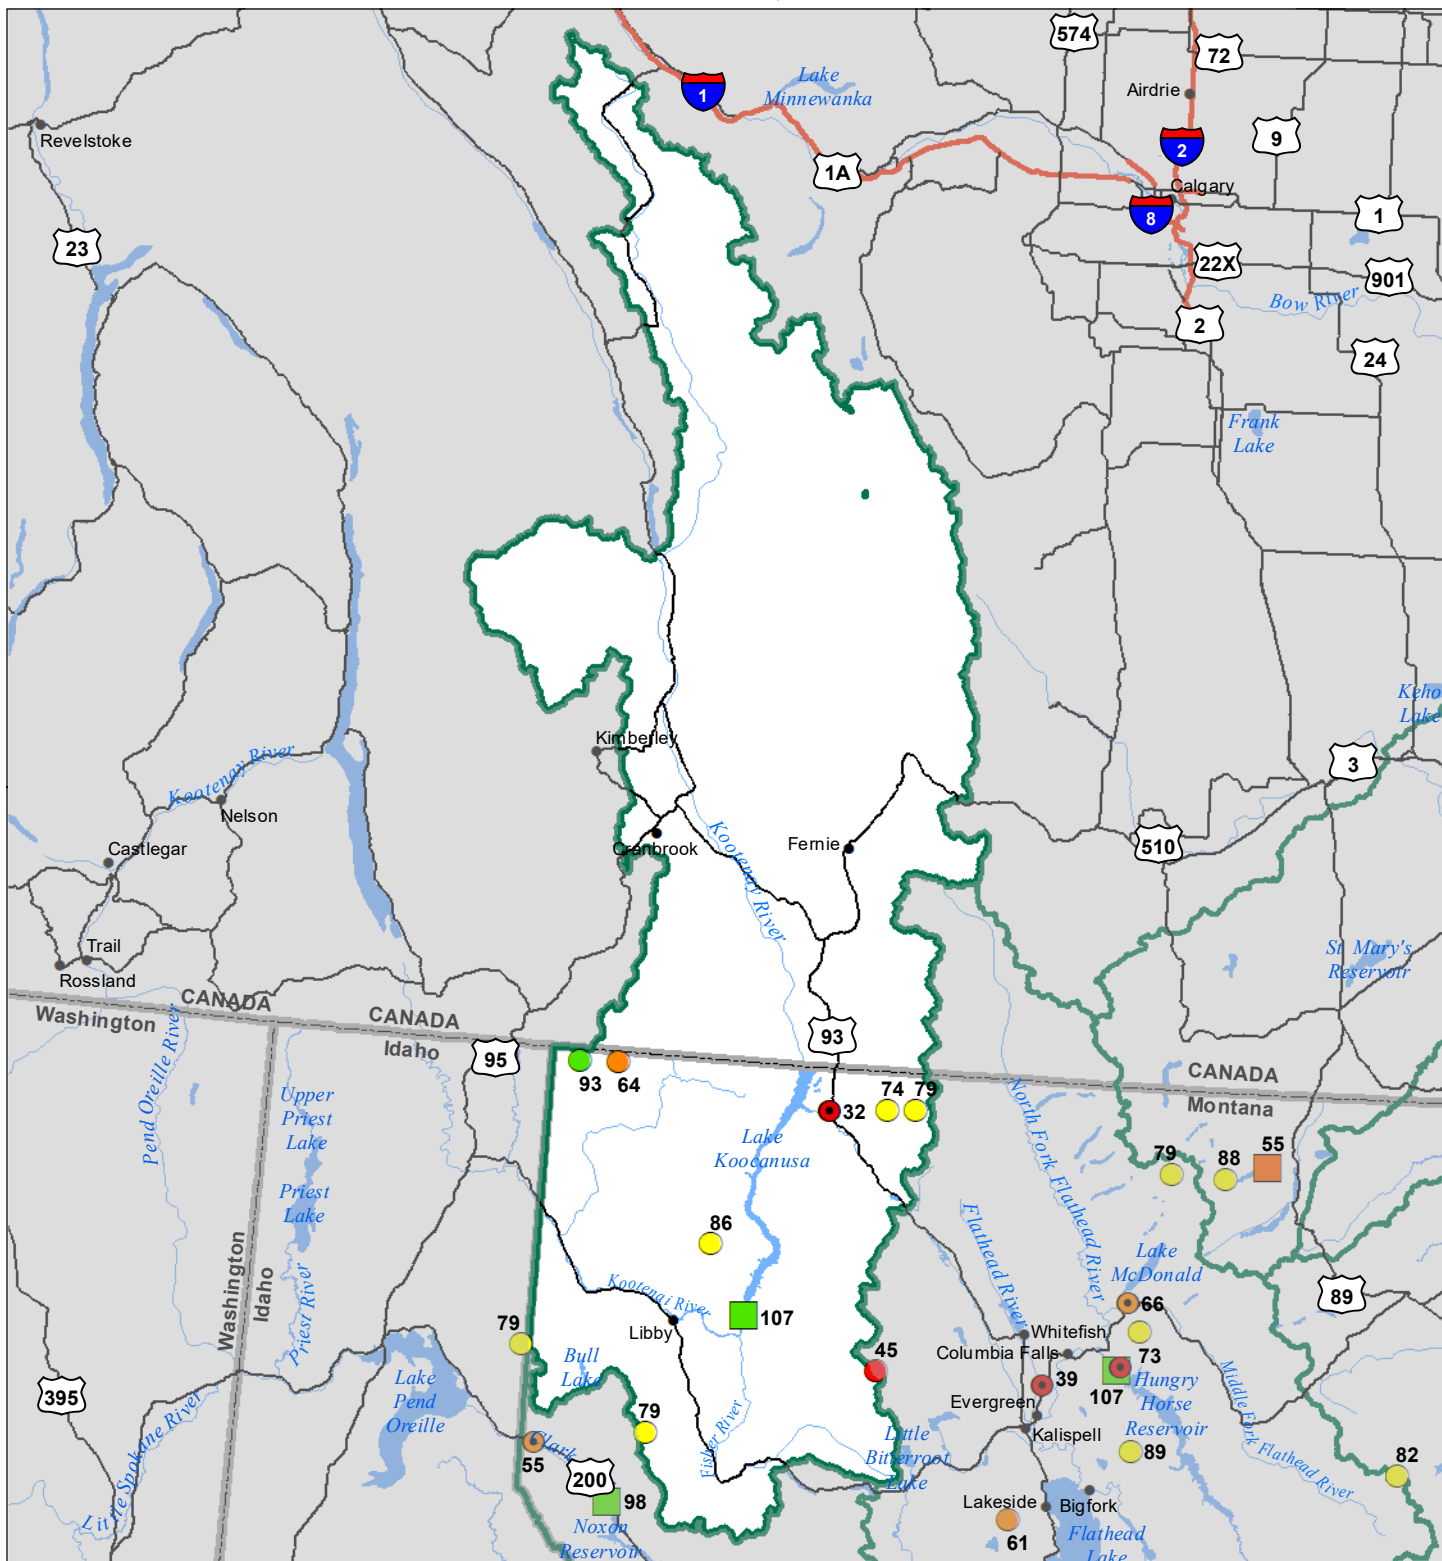 574
72
1
Lake
Minnewanka
Airdrie
Revelstoke
2
9
1A
Calgary
8
1
23
22X
901
Bow River
2
24
Frank
Lake
Keho
Lake
Kimberley
3
Kootenay River
Nelson
Castlegar
Cranbrook
Kootenay River
Fernie
510
Trail
Rossland
St. Mary's
Reservoir
CANADA
Washington
CANADA
Idaho
95
93
CANADA
Montana
Pend Oreille River
93
64
74
79
32
Upper
Priest
Lake
Lake
Koocanusa
North Fork Flathead River
79
88
55
Priest
Lake
86
Flathead River
Lake
McDonald
Washington
Idaho
Priest River
Kootenai River
107
66
89
79
Libby
Whitefish
Columbia Falls
45
73
Bull
Lake
39
107
Hungry
Horse
Reservoir
395
Lake
Pend
Oreille
Evergreen
Middle Fork Flathead River
79
Kalispell
Little Spokane River
Clark
55
Fisher River
Little
Bitterroot
Lake
89
82
200
98
Lakeside
Bigfork
Noxon
Reservoir
61
Flathead
Lake